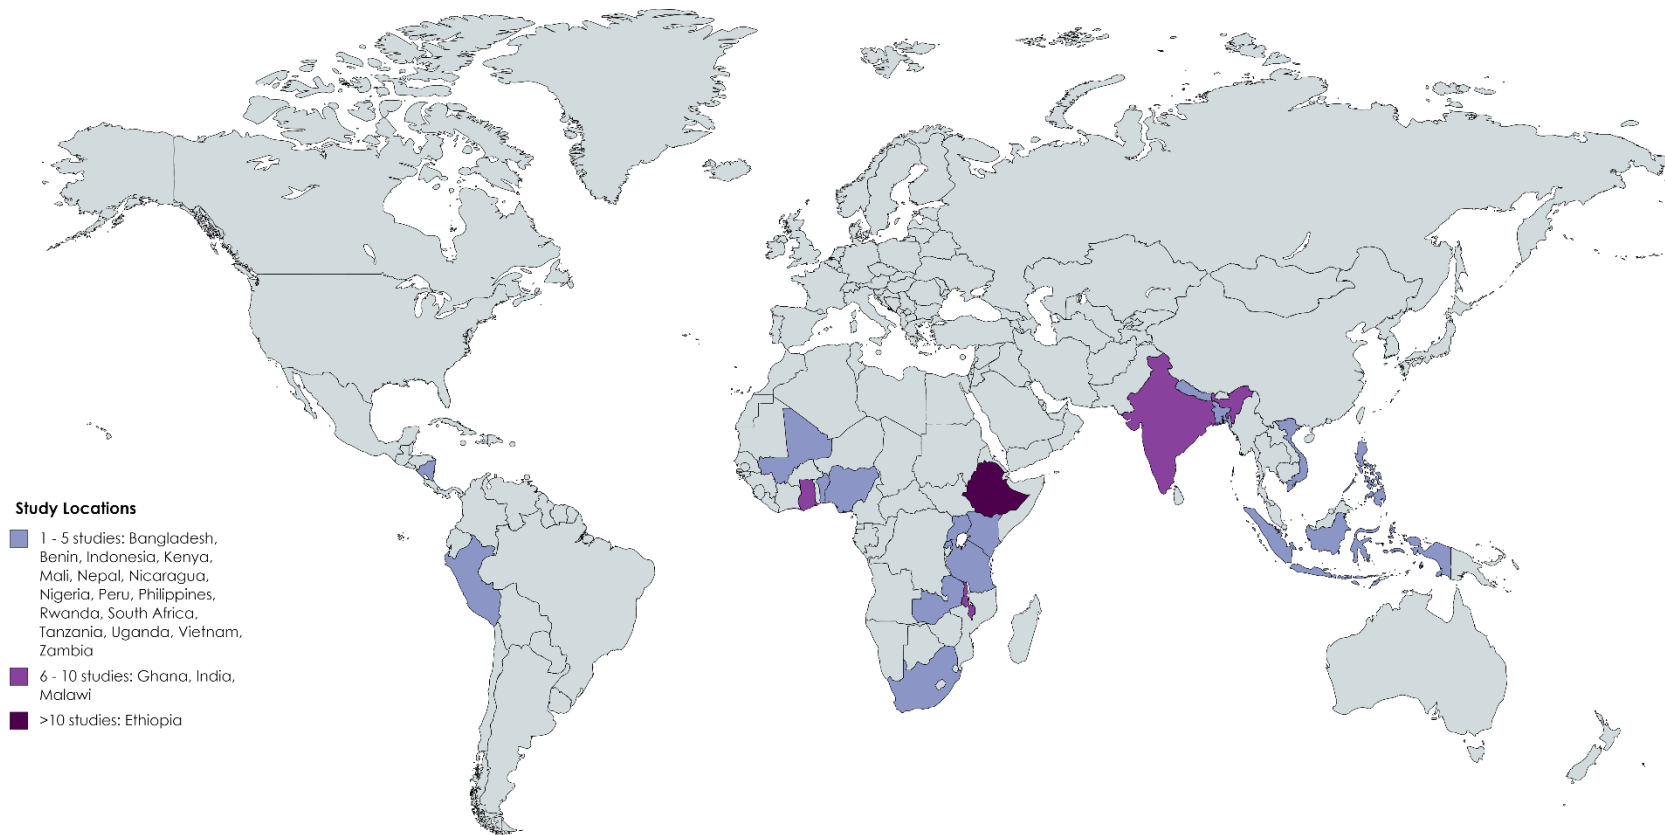 Study Locations
1 - 5 studies: Bangladesh,
Benin, Indonesia, Kenya,
Mali, Nepal, Nicaragua,
Nigeria, Peru, Philippines,
Rwanda, South Africa,
Tanzania, Uganda, Vietnam,
Zambia
6 - 10 studies: Ghana, India,
Malawi
>10 studies: Ethiopia